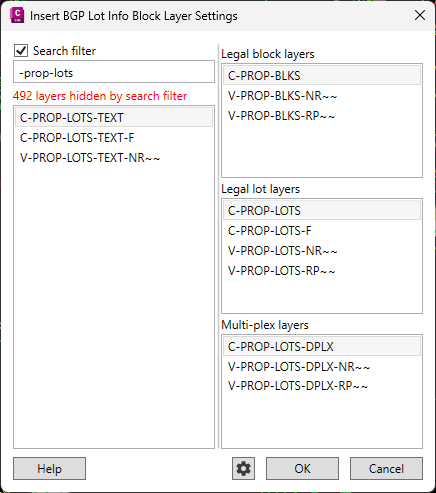 Insert BGP Lot Info Block Layer Settings
Search filter
-prop-lots
492 layers hidden by search filter
C-PROP-LOTS-TEXT
C-PROP-LOTS-TEXT-F
V-PROP-LOTS-TEXT-NR~~
Legal block layers
C-PROP-BLKS
V-PROP-BLKS-NR~~
V-PROP-BLKS-RP~~
Legal lot layers
C-PROP-LOTS
C-PROP-LOTS-F
V-PROP-LOTS-NR~~
V-PROP-LOTS-RP~~
Multi-plex layers
C-PROP-LOTS-DPLX
V-PROP-LOTS-DPLX-NR~~
V-PROP-LOTS-DPLX-RP~~
Help
OK
Cancel